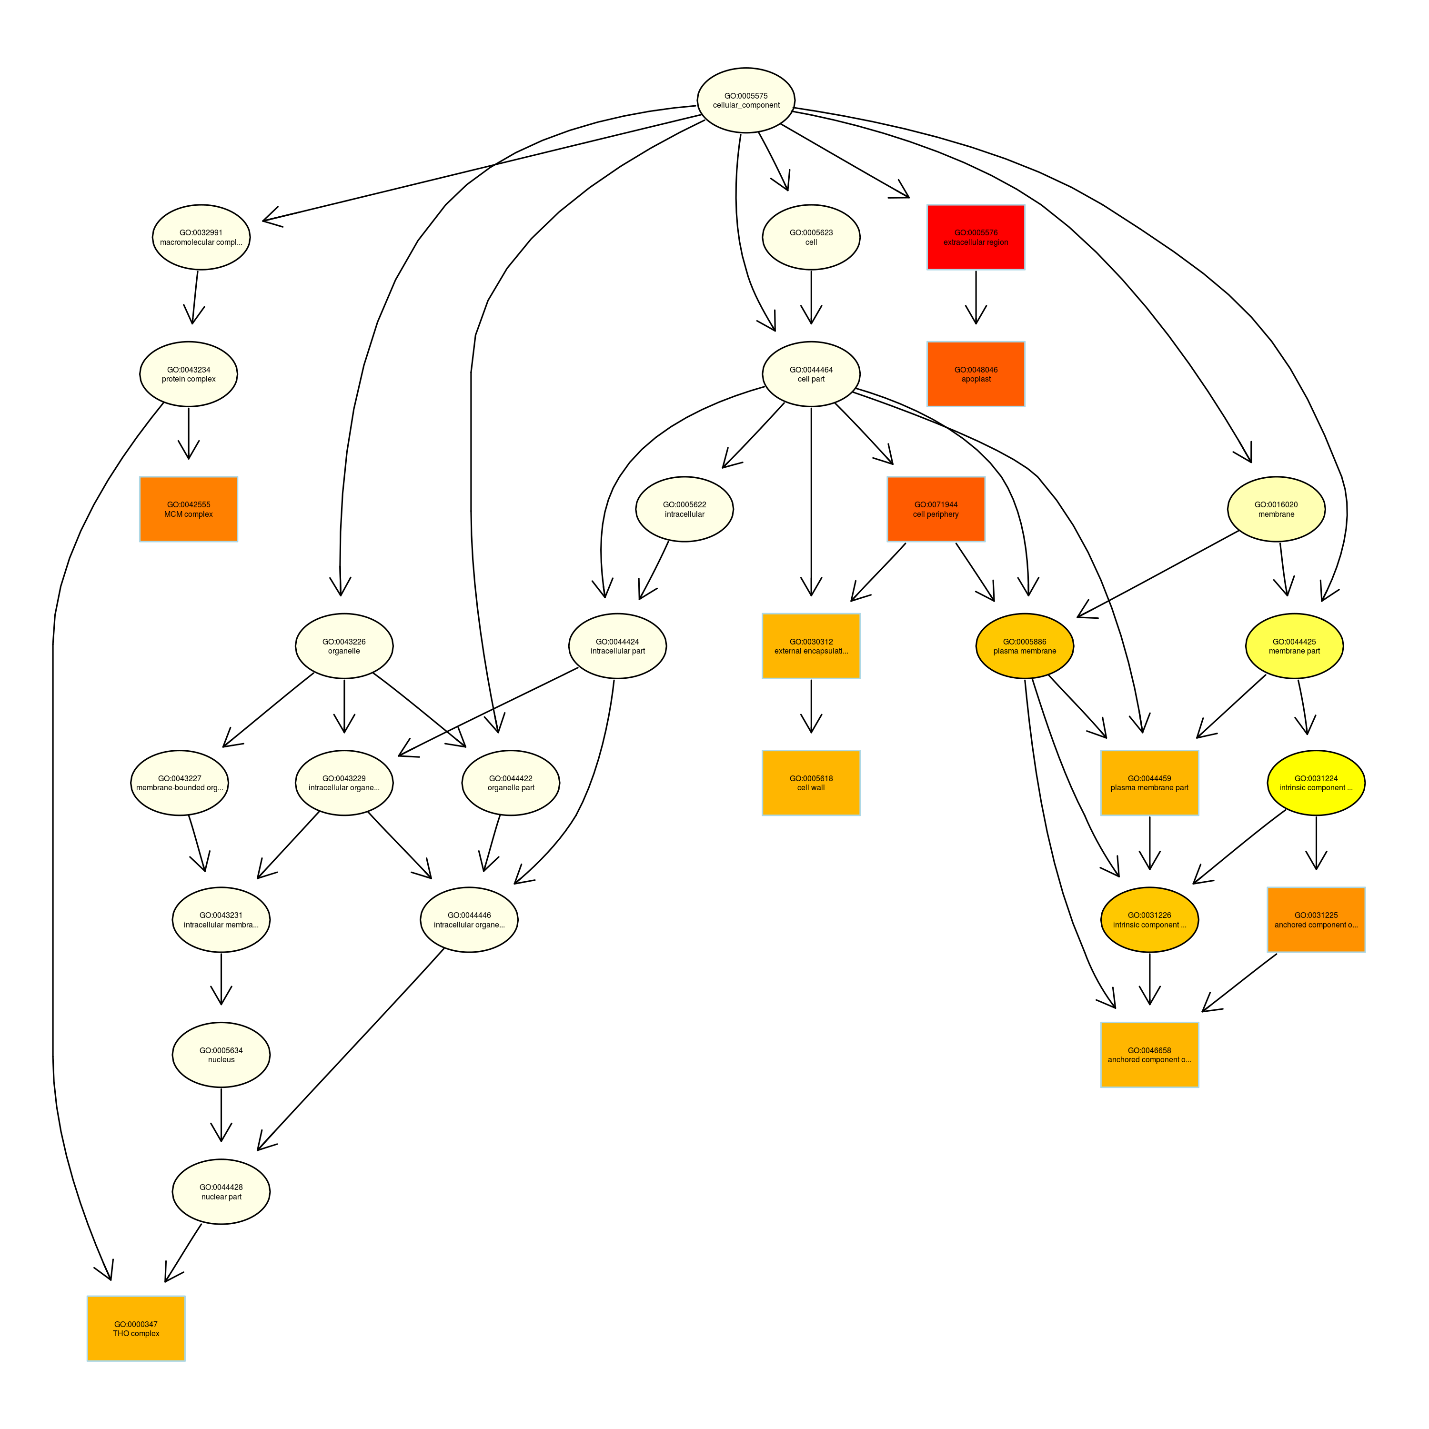 GO:0005575
cellular_component
GO:0032991
macromolecular compl...
GO:0005623
cell
GO:0005576
extracellular region
GO:0043234
protein complex
GO:0044464
cell part
GO:0048046
apoplast
GO:0042555
MCM complex
GO:0005622
intracellular
GO:0071944
cell periphery
GO:0016020
membrane
GO:0043226
organelle
GO:0044424
intracellular part
GO:0030312
external encapsulati...
GO:0005886
plasma membrane
GO:0044425
membrane part
GO:0043227
membrane-bounded org...
GO:0043229
intracellular organe...
GO:0044422
organelle part
GO:0005618
cell wall
GO:0044459
plasma membrane part
GO:0031224
intrinsic component ...
GO:0043231
intracellular membra...
GO:0044446
intracellular organe...
GO:0031226
intrinsic component ...
GO:0031225
anchored component o...
GO:0005634
nucleus
GO:0046658
anchored component o...
GO:0044428
nuclear part
GO:0000347
THO complex